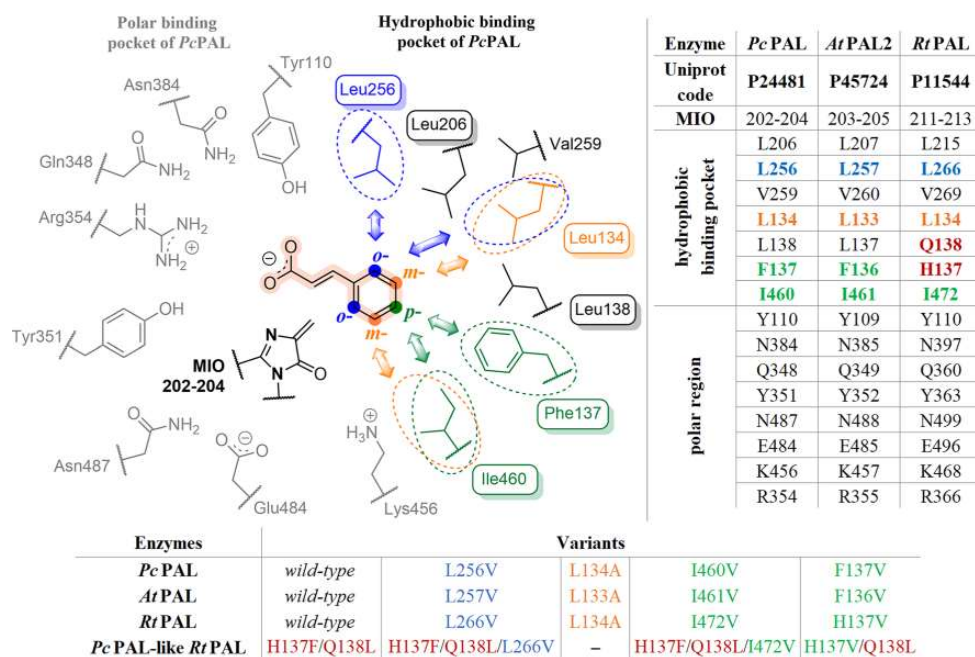 Polar binding
pocket of PcPAL
Hydrophobic binding
pocket of PcPAL
Asn384
Tyr110
Leu256
Leu206
Val259
Gln348
NH2
NH2
OH
Arg354
H
N
NH2
NH2
⊕
Leu134
⊖
O
O
o-
m-
Leu138
p-
o-
m-
Tyr351
OH
MIO
202-204
N
N
O
Phe137
Asn487
NH2
O
O
⊖
O
Glu484
H3N
⊕
Lys456
Ile460
Enzyme PcPAL AtPAL2 RtPAL
Uniprot code P24481 P45724 P11544
MIO 202-204 203-205 211-213
hydrophobic binding pocket
L206 L207 L215
L256 L257 L266
V259 V260 V269
L134 L133 L134
L138 L137 Q138
F137 F136 H137
I460 I461 I472
polar region
Y110 Y109 Y110
N384 N385 N397
Q348 Q349 Q360
Y351 Y352 Y363
N487 N488 N499
E484 E485 E496
K456 K457 K468
R354 R355 R366
Enzymes Variants
PcPAL wild-type L256V L134A I460V F137V
AtPAL wild-type L257V L133A I461V F136V
RtPAL wild-type L266V L134A I472V H137V
PcPAL-like RtPAL H137F/Q138L H137F/Q138L/L266V – H137F/Q138L/I472V H137V/Q138L